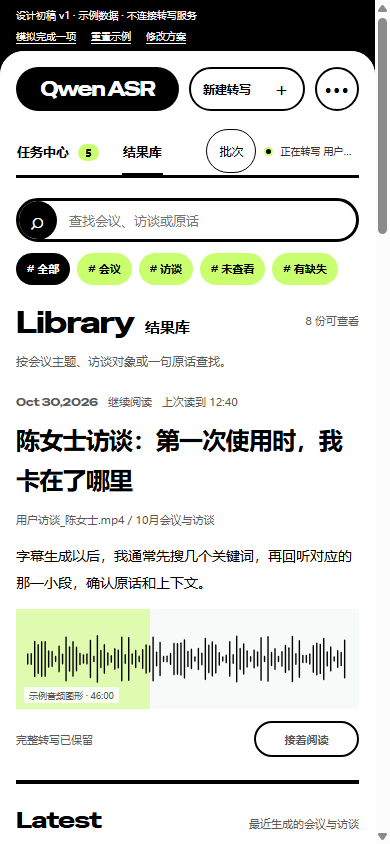 设计初稿 v1 · 示例数据 · 不连接转写服务
模拟完成一项 重置示例 修改方案
Qwen ASR 新建转写 +
任务中心 5 结果库 批次 正在转写 用户...
查找会议、访谈或原话
# 全部 # 会议 # 访谈 # 未查看 # 有缺失
Library 结果库 8 份可查看
按会议主题、访谈对象或一句原话查找。
Oct 30,2026 继续阅读 上次读到 12:40
陈女士访谈：第一次使用时，我
卡在了哪里
用户访谈_陈女士.mp4 / 10月会议与访谈
字幕生成以后，我通常先搜几个关键词，再回听对应的
那一小段，确认原话和上下文。
示例音频图形 · 46:00
完整转写已保留 接着阅读
Latest 最近生成的会议与访谈